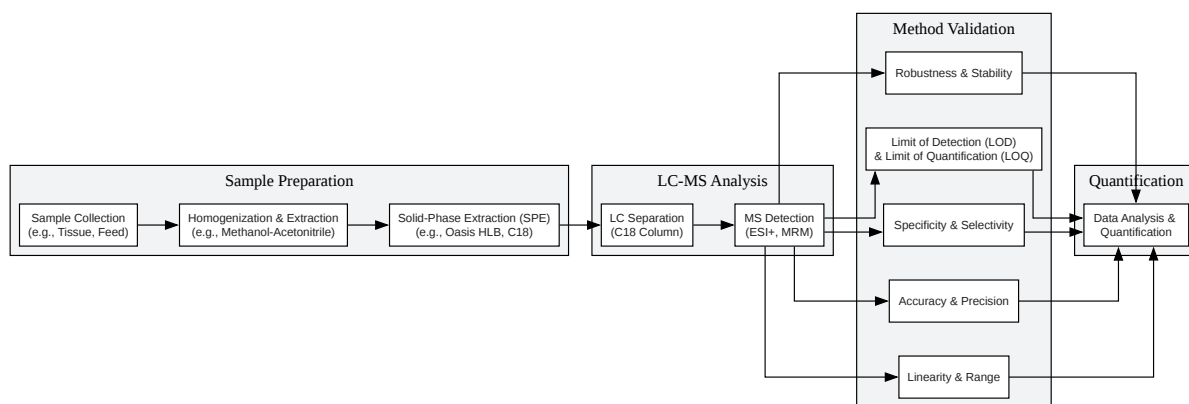 Method Validation
Robustness & Stability
Limit of Detection (LOD)
& Limit of Quantification (LOQ)
Sample Preparation
LC-MS Analysis
Quantification
Sample Collection
(e.g., Tissue, Feed)
Homogenization & Extraction
(e.g., Methanol-Acetonitrile)
Solid-Phase Extraction (SPE)
(e.g., Oasis HLB, C18)
LC Separation
(C18 Column)
MS Detection
(ESI+, MRM)
Specificity & Selectivity
Data Analysis &
Quantification
Accuracy & Precision
Linearity & Range